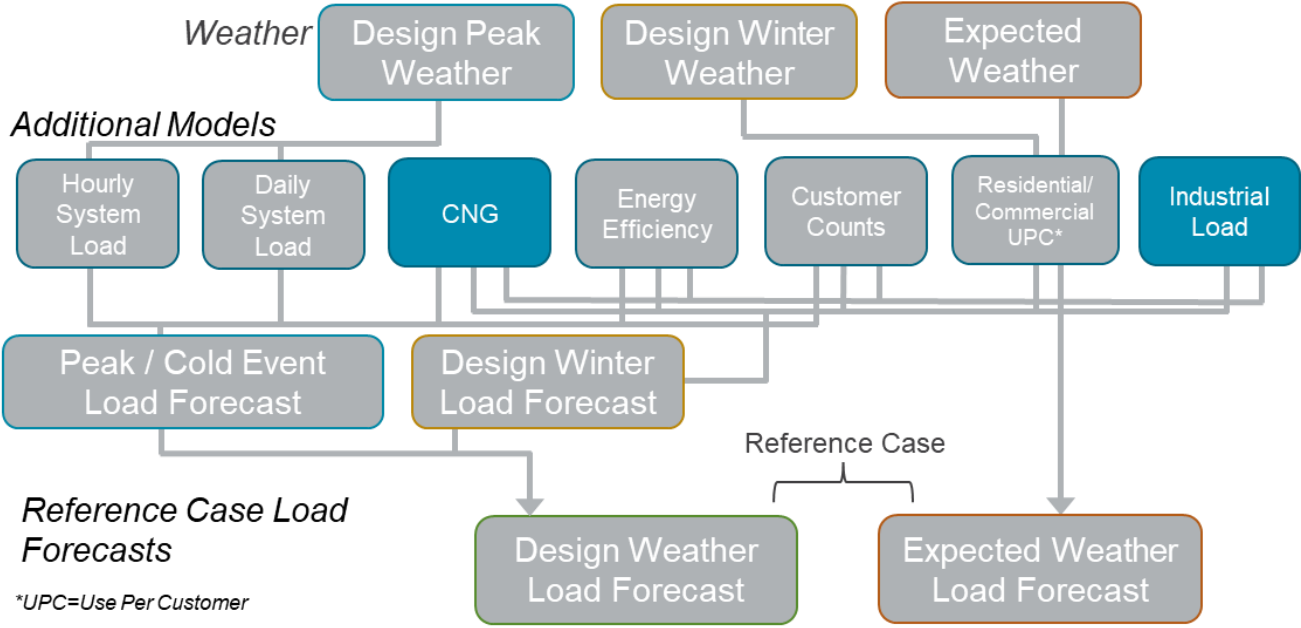 Weather
Design Peak
Weather
Design Winter
Weather
Expected
Weather
Additional Models
Hourly
System
Load
Daily
System
Load
CNG
Energy
Efficiency
Customer
Counts
Residential/
Commercial
UPC*
Industrial
Load
Peak / Cold Event
Load Forecast
Design Winter
Load Forecast
Reference Case
Reference Case Load
Forecasts
Design Weather
Load Forecast
Expected Weather
Load Forecast
*UPC=Use Per Customer